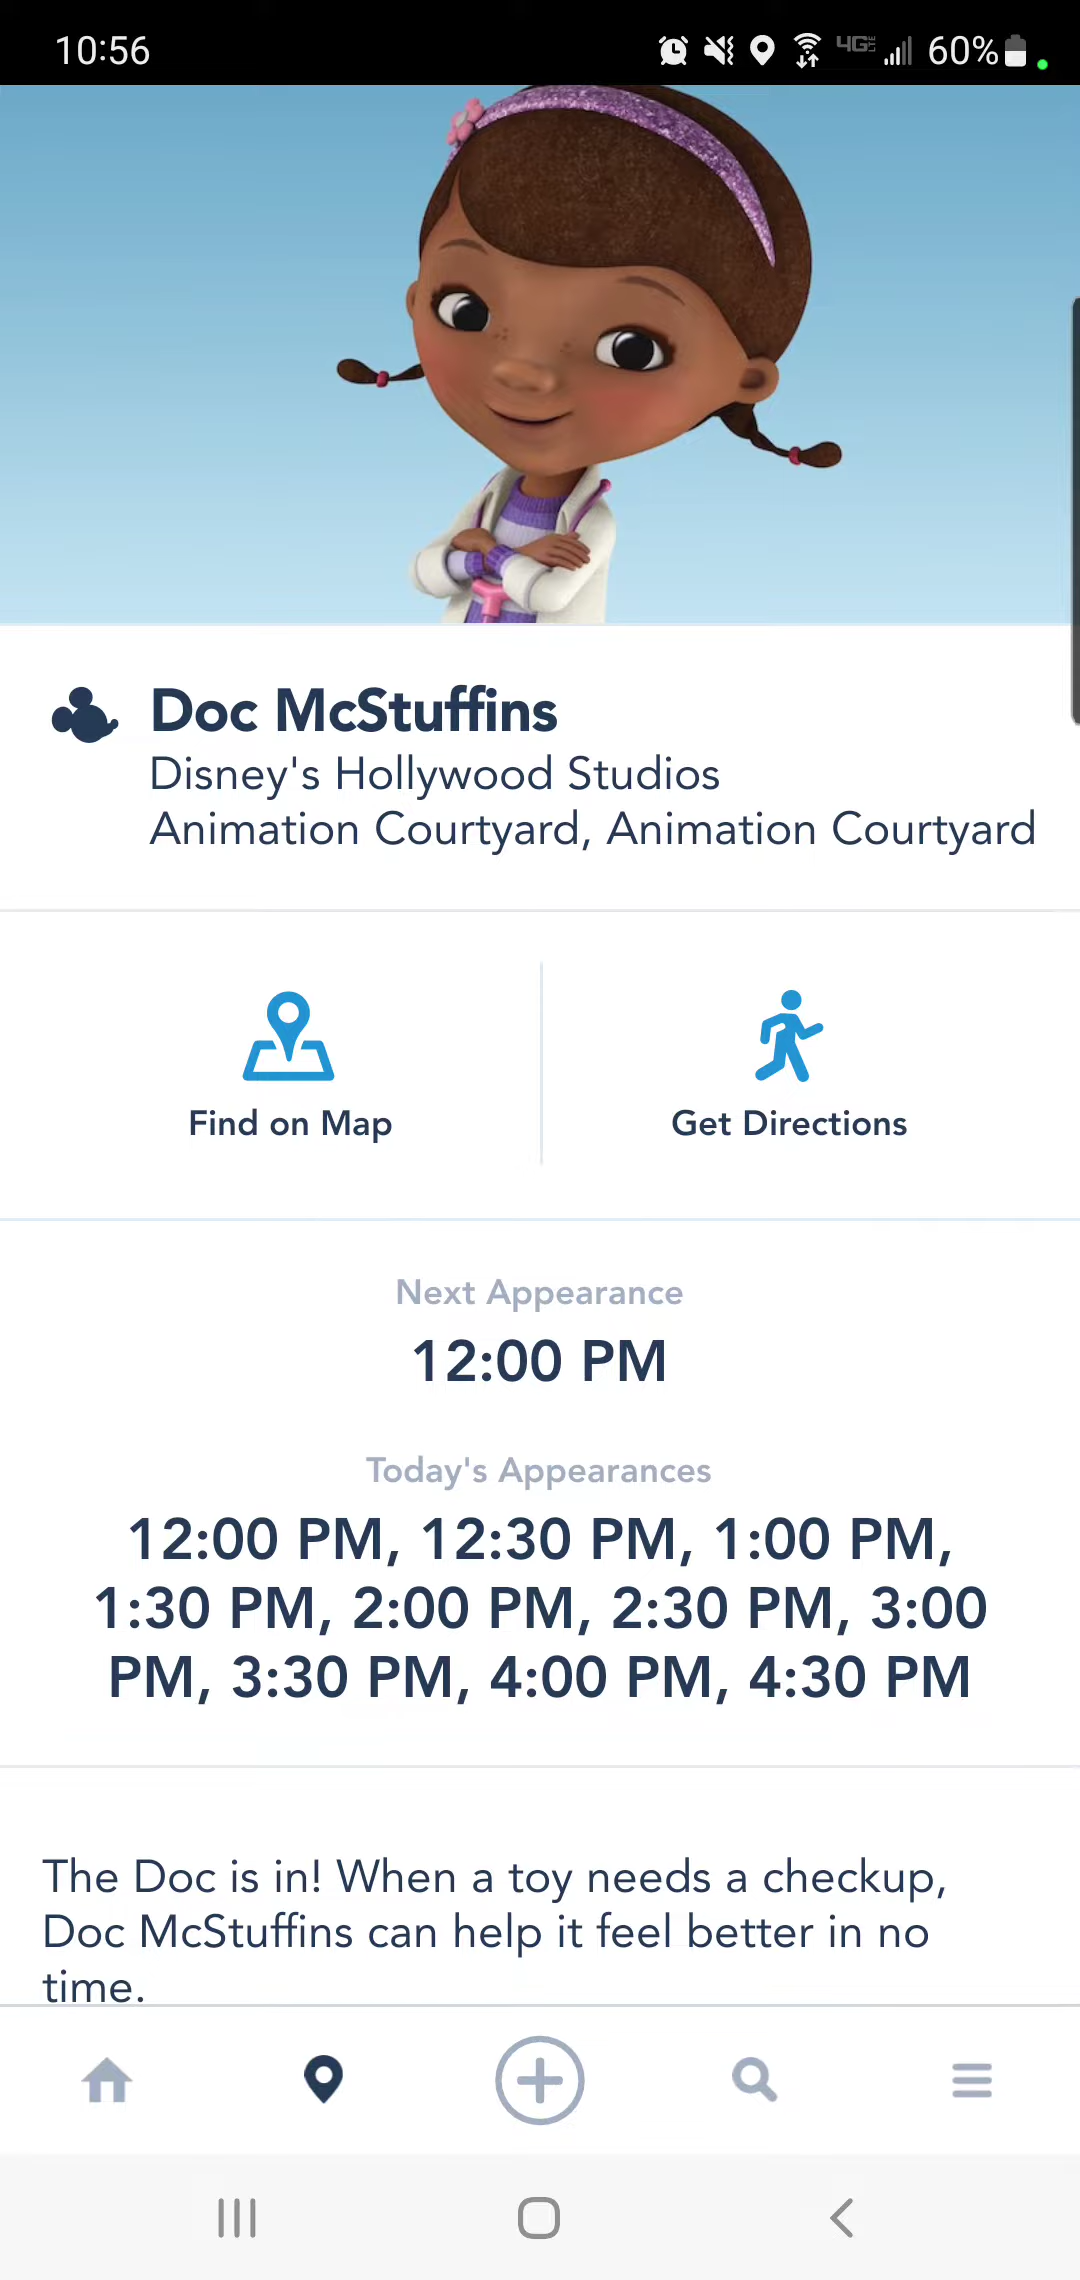 10:56
4G LTE 60%
Doc McStuffins
Disney's Hollywood Studios
Animation Courtyard, Animation Courtyard
Find on Map
Get Directions
Next Appearance
12:00 PM
Today's Appearances
12:00 PM, 12:30 PM, 1:00 PM,
1:30 PM, 2:00 PM, 2:30 PM, 3:00
PM, 3:30 PM, 4:00 PM, 4:30 PM
The Doc is in! When a toy needs a checkup,
Doc McStuffins can help it feel better in no
time.